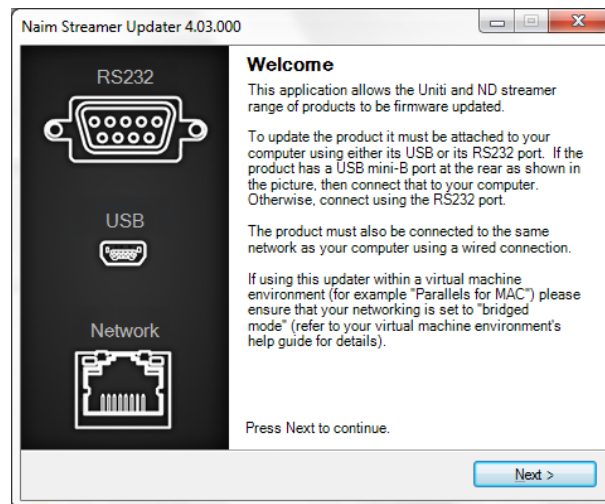 Naim Streamer Updater 4.03.000
RS232
USB
Network
Welcome
This application allows the Uniti and ND streamer
range of products to be firmware updated.
To update the product it must be attached to your
computer using either its USB or its RS232 port.  If the
product has a USB mini-B port at the rear as shown in
the picture, then connect that to your computer.
Otherwise, connect using the RS232 port.
The product must also be connected to the same
network as your computer using a wired connection.
If using this updater within a virtual machine
environment (for example "Parallels for MAC") please
ensure that your networking is set to "bridged
mode" (refer to your virtual machine environment's
help guide for details).
Press Next to continue.
Next >